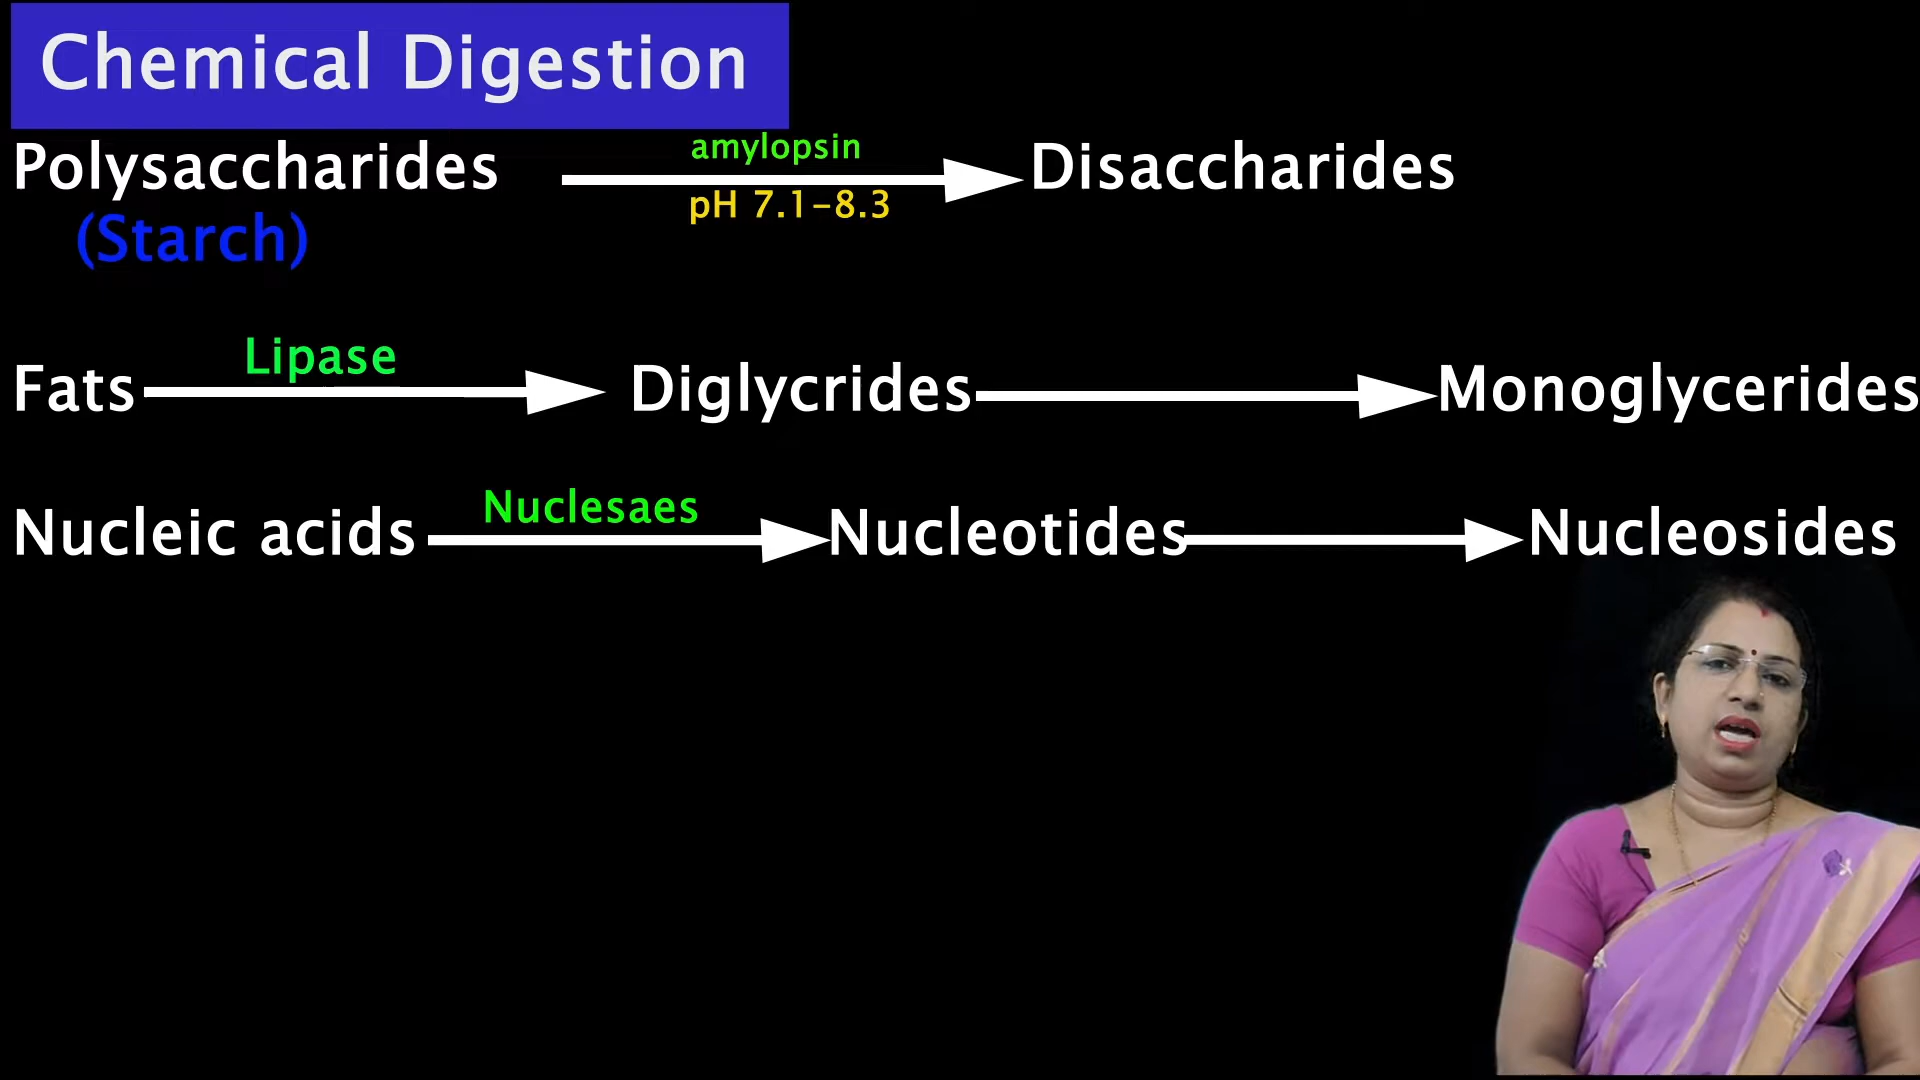 Chemical Digestion
Polysaccharides amylopsin Disaccharides
pH 7.1-8.3
(Starch)
Lipase
Fats Diglycrides Monoglycerides
Nuclesaes
Nucleic acids Nucleotides Nucleosides